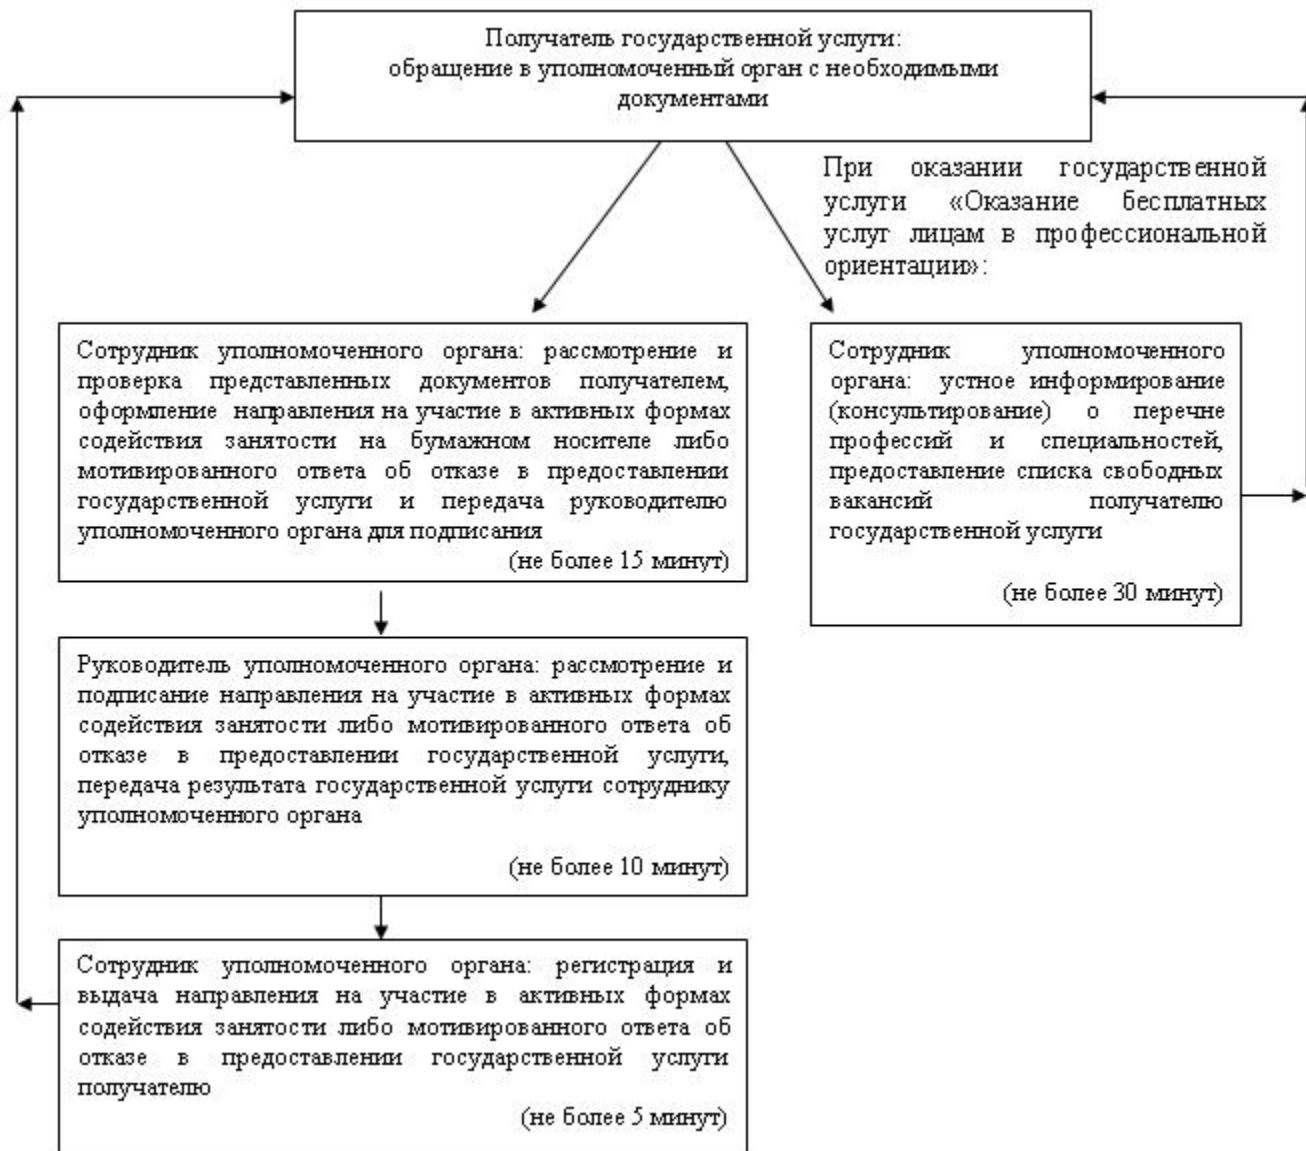 Получатель государственной услуги:
обращение в уполномоченный орган с необходимыми
документами
При оказании государственной
услуги «Оказание бесплатных
услуг лицам в профессиональной
ориентации»:
Сотрудник уполномоченного органа: рассмотрение и
проверка представленных документов получателем,
оформление направления на участие в активных формах
содействия занятости на бумажном носителе либо
мотивированного ответа об отказе в предоставлении
государственной услуги и передача руководителю
уполномоченного органа для подписания
(не более 15 минут)
Сотрудник уполномоченного
органа: устное информирование
(консультирование) о перечне
профессий и специальностей,
предоставление списка свободных
вакансий получателю
государственной услуги
(не более 30 минут)
Руководитель уполномоченного органа: рассмотрение и
подписание направления на участие в активных формах
содействия занятости либо мотивированного ответа об
отказе в предоставлении государственной услуги,
передача результата государственной услуги сотруднику
уполномоченного органа
(не более 10 минут)
Сотрудник уполномоченного органа: регистрация и
выдача направления на участие в активных формах
содействия занятости либо мотивированного ответа об
отказе в предоставлении государственной услуги
получателю
(не более 5 минут)